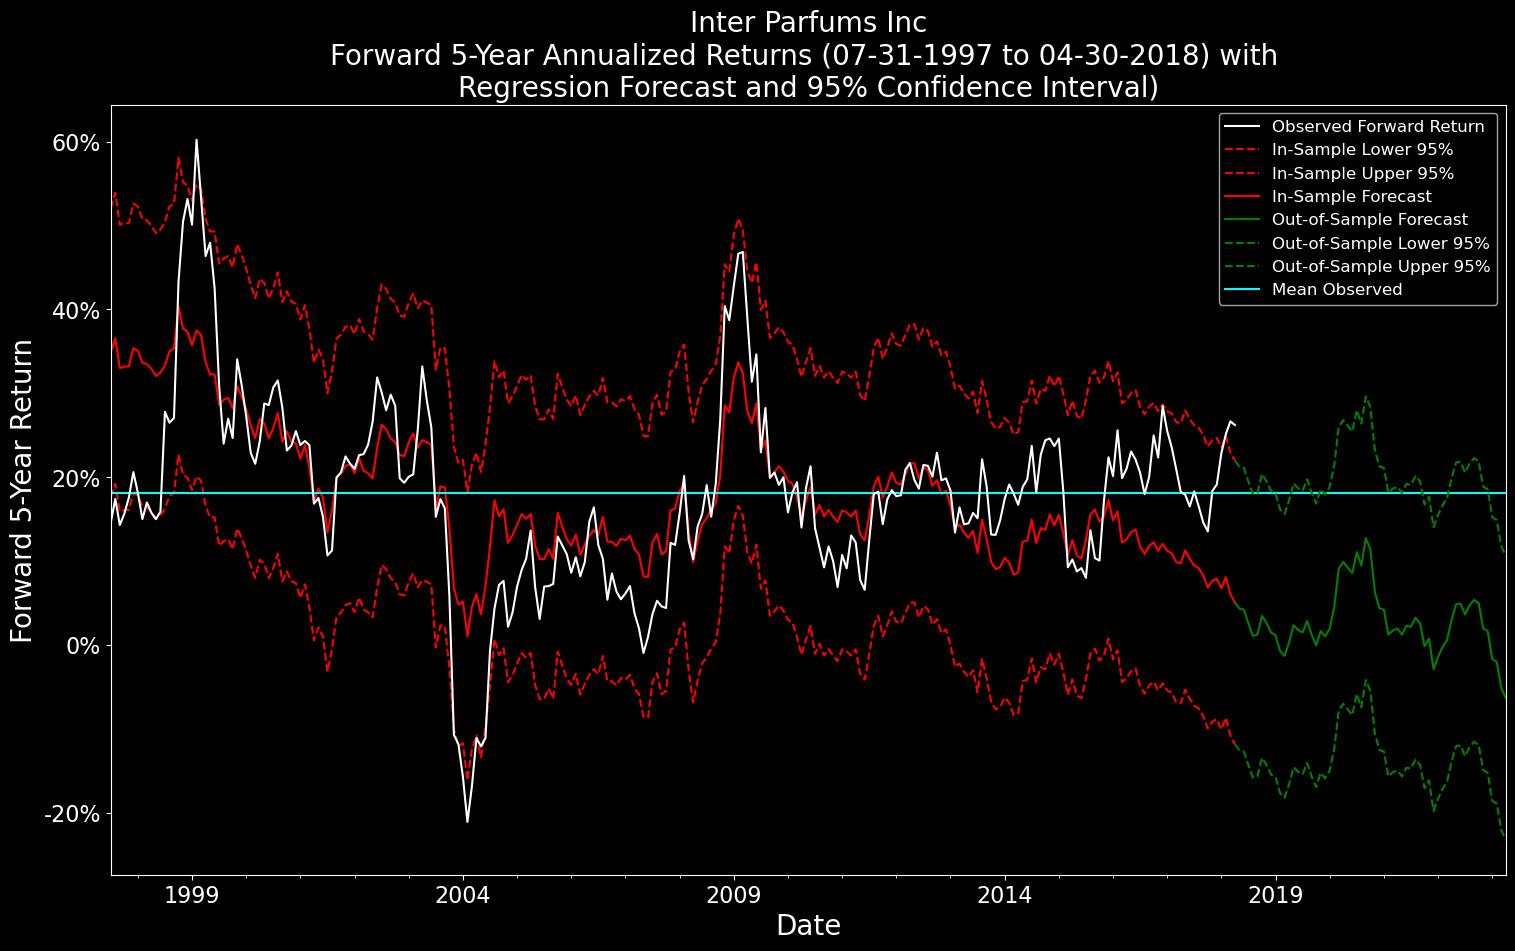 Inter Parfums Inc
Forward 5-Year Annualized Returns (07-31-1997 to 04-30-2018) with
Regression Forecast and 95% Confidence Interval)
Observed Forward Return
In-Sample Lower 95%
In-Sample Upper 95%
In-Sample Forecast
Out-of-Sample Forecast
Out-of-Sample Lower 95%
Out-of-Sample Upper 95%
Mean Observed
Forward 5-Year Return
60%
40%
20%
0%
-20%
1999 2004 2009 2014 2019
Date